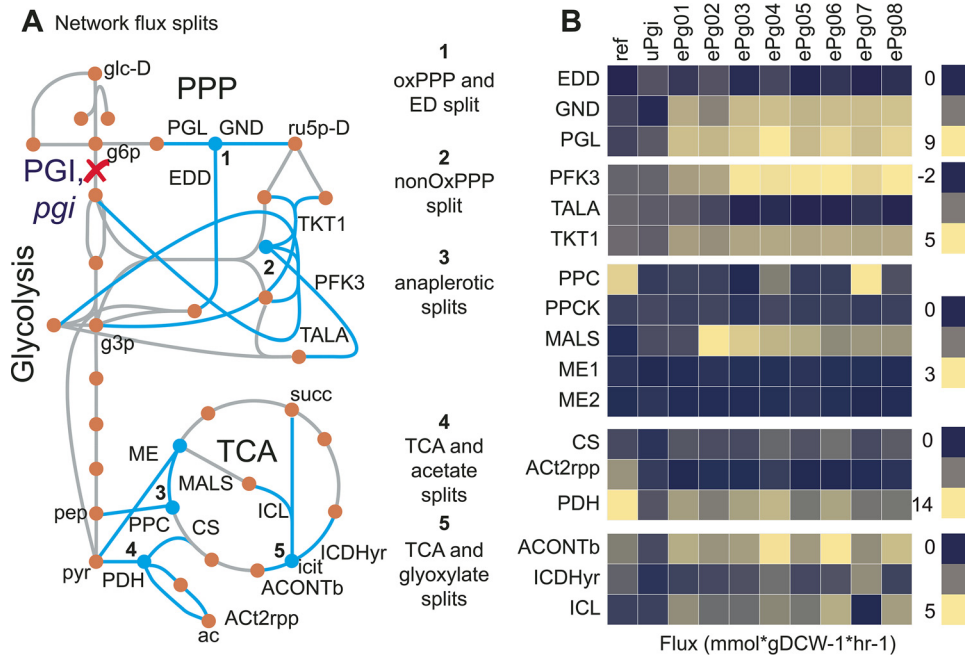 A Network flux splits
glc-D
PPP
PGL GND
ru5p-D
g6p
1
PGI,
pgi
EDD
TKT1
2
PFK3
TALA
g3p
Glycolysis
succ
ME
TCA
MALS
3
ICL
pep
PPC
CS
4
5
ICDHyr
icit
pyr
PDH
ACONTb
ACt2rpp
ac
1
oxPPP and
ED split
2
nonOxPPP
split
3
anaplerotic
splits
4
TCA and
acetate
splits
5
TCA and
glyoxylate
splits
B
ref
uPgi
ePg01
ePg02
ePg03
ePg04
ePg05
ePg06
ePg07
ePg08
EDD
GND
PGL
0
9
PFK3
TALA
TKT1
-2
5
PPC
PPCK
MALS
ME1
ME2
0
3
CS
ACt2rpp
PDH
0
14
ACONTb
ICDHyr
ICL
0
5
Flux (mmol*gDCW-1*hr-1)